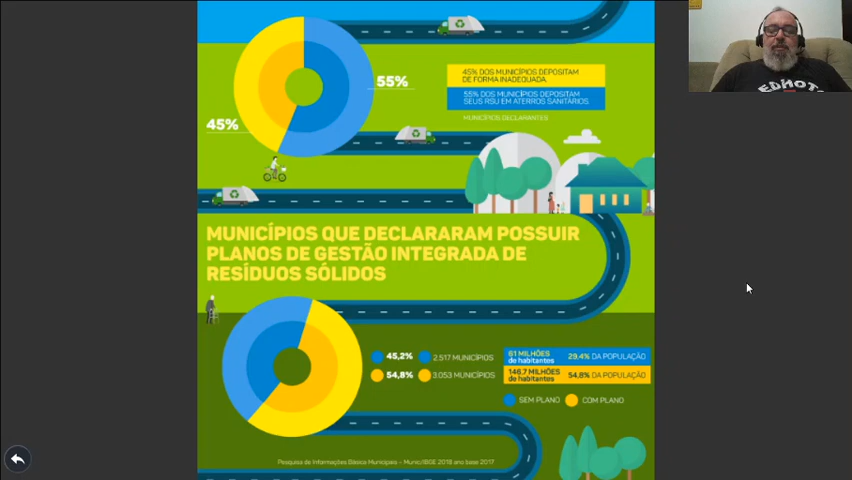 55%
45%
45% DOS MUNICÍPIOS DEPOSITAM
DE FORMA INADEQUADA.
55% DOS MUNICÍPIOS DEPOSITAM
SEUS RSU EM ATERROS SANITÁRIOS.
MUNICÍPIOS DECLARANTES
MUNICÍPIOS QUE DECLARARAM POSSUIR
PLANOS DE GESTÃO INTEGRADA DE
RESÍDUOS SÓLIDOS
45,2% 2.517 MUNICÍPIOS
54,8% 3.053 MUNICÍPIOS
61 MILHÕES
de habitantes
29,4% DA POPULAÇÃO
146,7 MILHÕES
de habitantes
54,8% DA POPULAÇÃO
SEM PLANO COM PLANO
Pesquisa de Informações Básica Municipais – Munic/IBGE 2018 ano base 2017